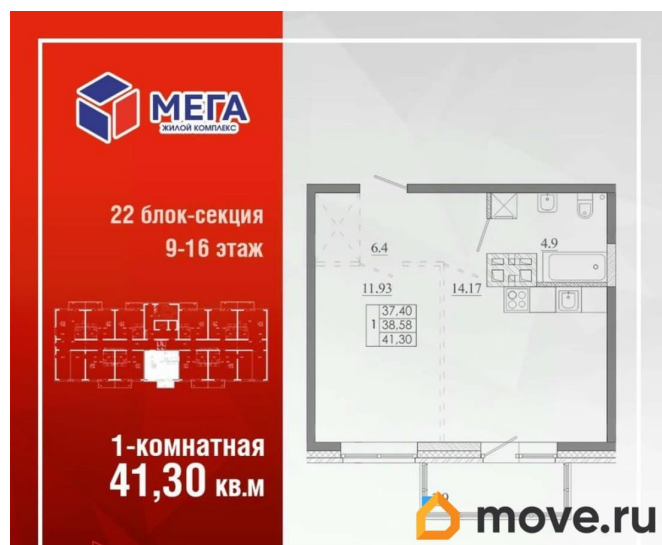 МЕГА
ЖИЛОЙ КОМПЛЕКС
22 блок-секция
9-16 этаж
1-комнатная
41,30 кв.м
6.4
4.9
11.93
14.17
37.40
1 38.58
41.30
move.ru